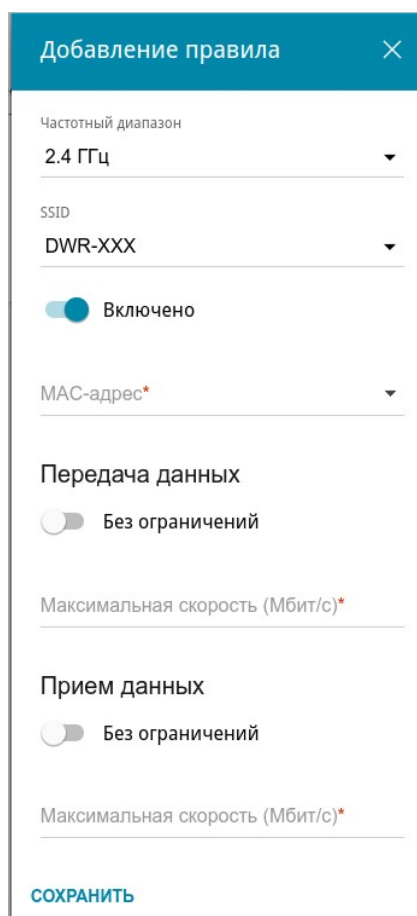 Добавление правила
Частотный диапазон
2.4 ГГц
SSID
DWR-XXX
Включено
MAC-адрес*
Передача данных
Без ограничений
Максимальная скорость (Мбит/с)*
Прием данных
Без ограничений
Максимальная скорость (Мбит/с)*
СОХРАНИТЬ